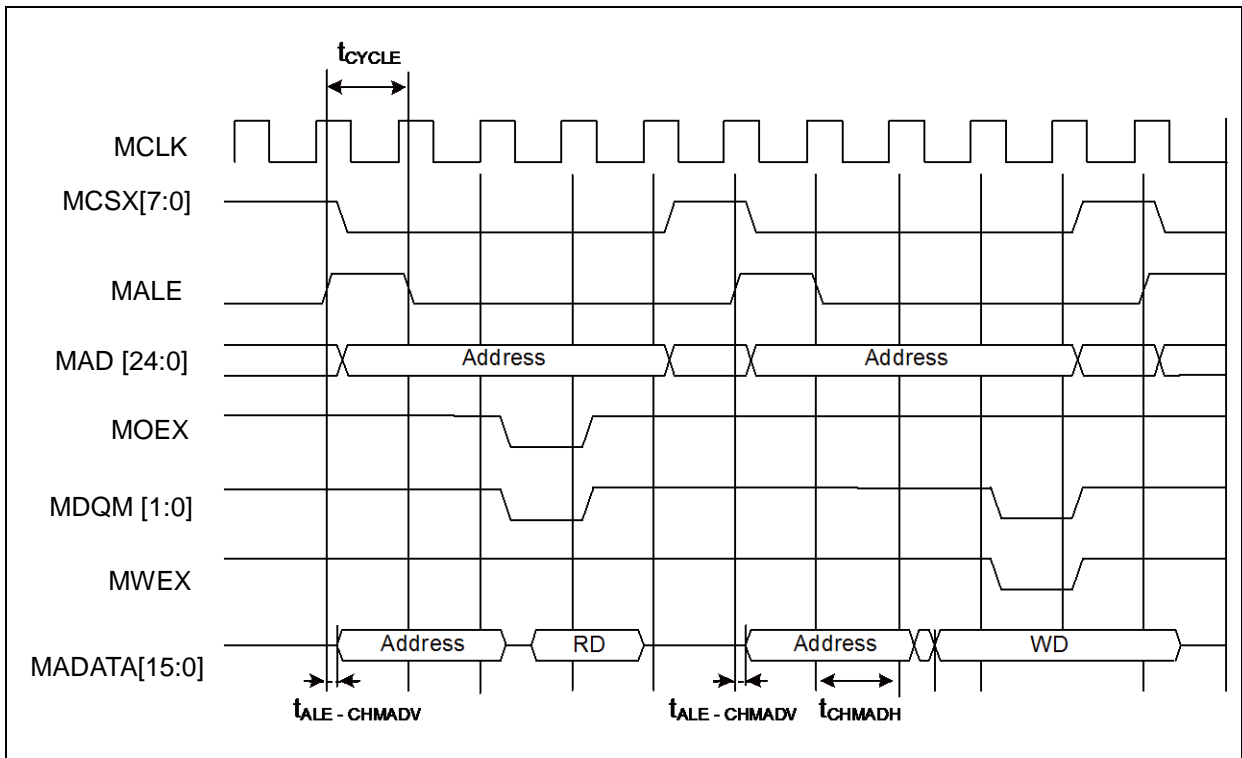 tCYCLE
MCLK
MCSX[7:0]
MALE
MAD [24:0] Address Address
MOEX
MDQM [1:0]
MWEX
MADATA[15:0] Address RD Address WD
tALE - CHMADV tALE - CHMADV tCHMADH